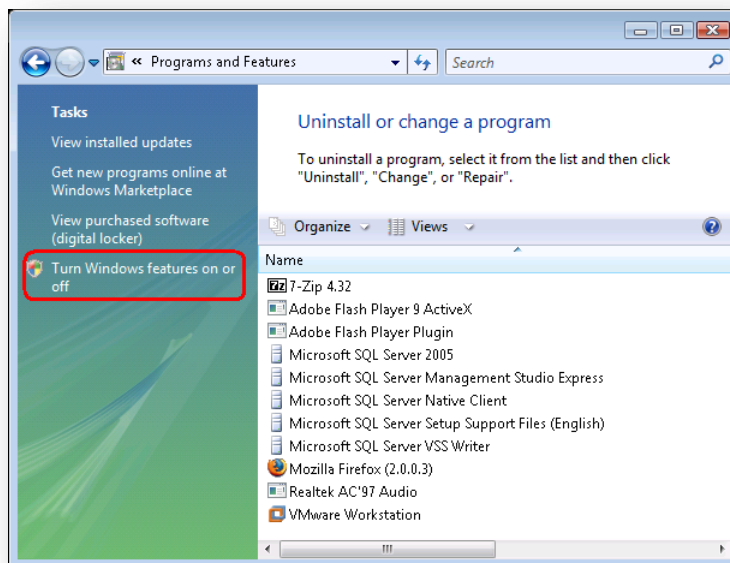 « Programs and Features
Search
Tasks
View installed updates
Get new programs online at
Windows Marketplace
View purchased software
(digital locker)
Turn Windows features on or
off
Uninstall or change a program
To uninstall a program, select it from the list and then click
"Uninstall", "Change", or "Repair".
Organize
Views
Name
7-Zip 4.32
Adobe Flash Player 9 ActiveX
Adobe Flash Player Plugin
Microsoft SQL Server 2005
Microsoft SQL Server Management Studio Express
Microsoft SQL Server Native Client
Microsoft SQL Server Setup Support Files (English)
Microsoft SQL Server VSS Writer
Mozilla Firefox (2.0.0.3)
Realtek AC'97 Audio
VMware Workstation